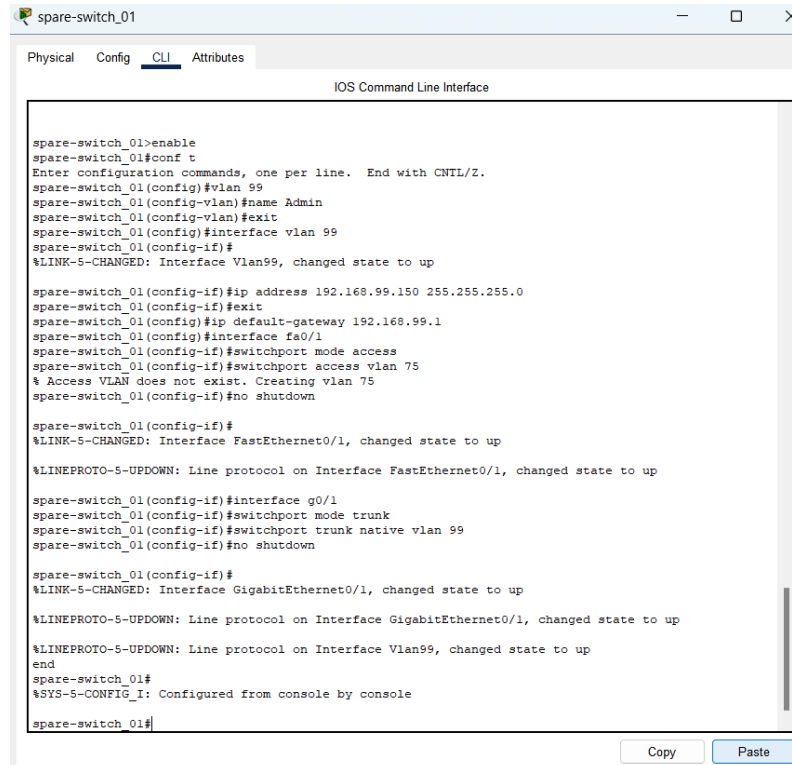 spare-switch_01
Physical Config CLI Attributes
IOS Command Line Interface
spare-switch_01>enable
spare-switch_01#conf t
Enter configuration commands, one per line.  End with CNTL/Z.
spare-switch_01(config)#vlan 99
spare-switch_01(config-vlan)#name Admin
spare-switch_01(config-vlan)#exit
spare-switch_01(config)#interface vlan 99
spare-switch_01(config-if)#
%LINK-5-CHANGED: Interface Vlan99, changed state to up
spare-switch_01(config-if)#ip address 192.168.99.150 255.255.255.0
spare-switch_01(config-if)#exit
spare-switch_01(config)#ip default-gateway 192.168.99.1
spare-switch_01(config)#interface fa0/1
spare-switch_01(config-if)#switchport mode access
spare-switch_01(config-if)#switchport access vlan 75
% Access VLAN does not exist. Creating vlan 75
spare-switch_01(config-if)#no shutdown
spare-switch_01(config-if)#
%LINK-5-CHANGED: Interface FastEthernet0/1, changed state to up
%LINEPROTO-5-UPDOWN: Line protocol on Interface FastEthernet0/1, changed state to up
spare-switch_01(config-if)#interface g0/1
spare-switch_01(config-if)#switchport mode trunk
spare-switch_01(config-if)#switchport trunk native vlan 99
spare-switch_01(config-if)#no shutdown
spare-switch_01(config-if)#
%LINK-5-CHANGED: Interface GigabitEthernet0/1, changed state to up
%LINEPROTO-5-UPDOWN: Line protocol on Interface GigabitEthernet0/1, changed state to up
%LINEPROTO-5-UPDOWN: Line protocol on Interface Vlan99, changed state to up
end
spare-switch_01#
%SYS-5-CONFIG_I: Configured from console by console
spare-switch_01#
Copy Paste